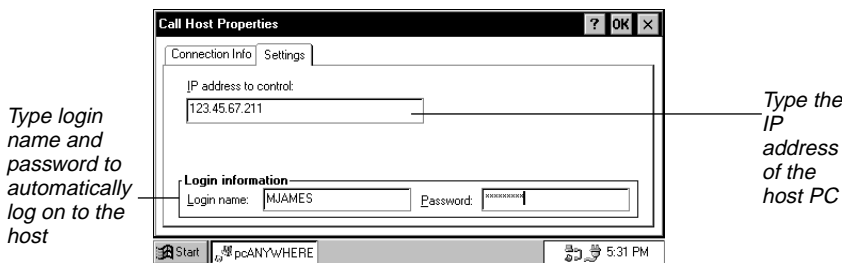 Call Host Properties ? OK ×
Connection Info Settings
IP address to control:
123.45.67.211
Login information
Login name: MJAMES Password: *********
Start pcANYWHERE 5:31 PM
Type login
name and
password to
automatically
log on to the
host
Type the
IP
address
of the
host PC